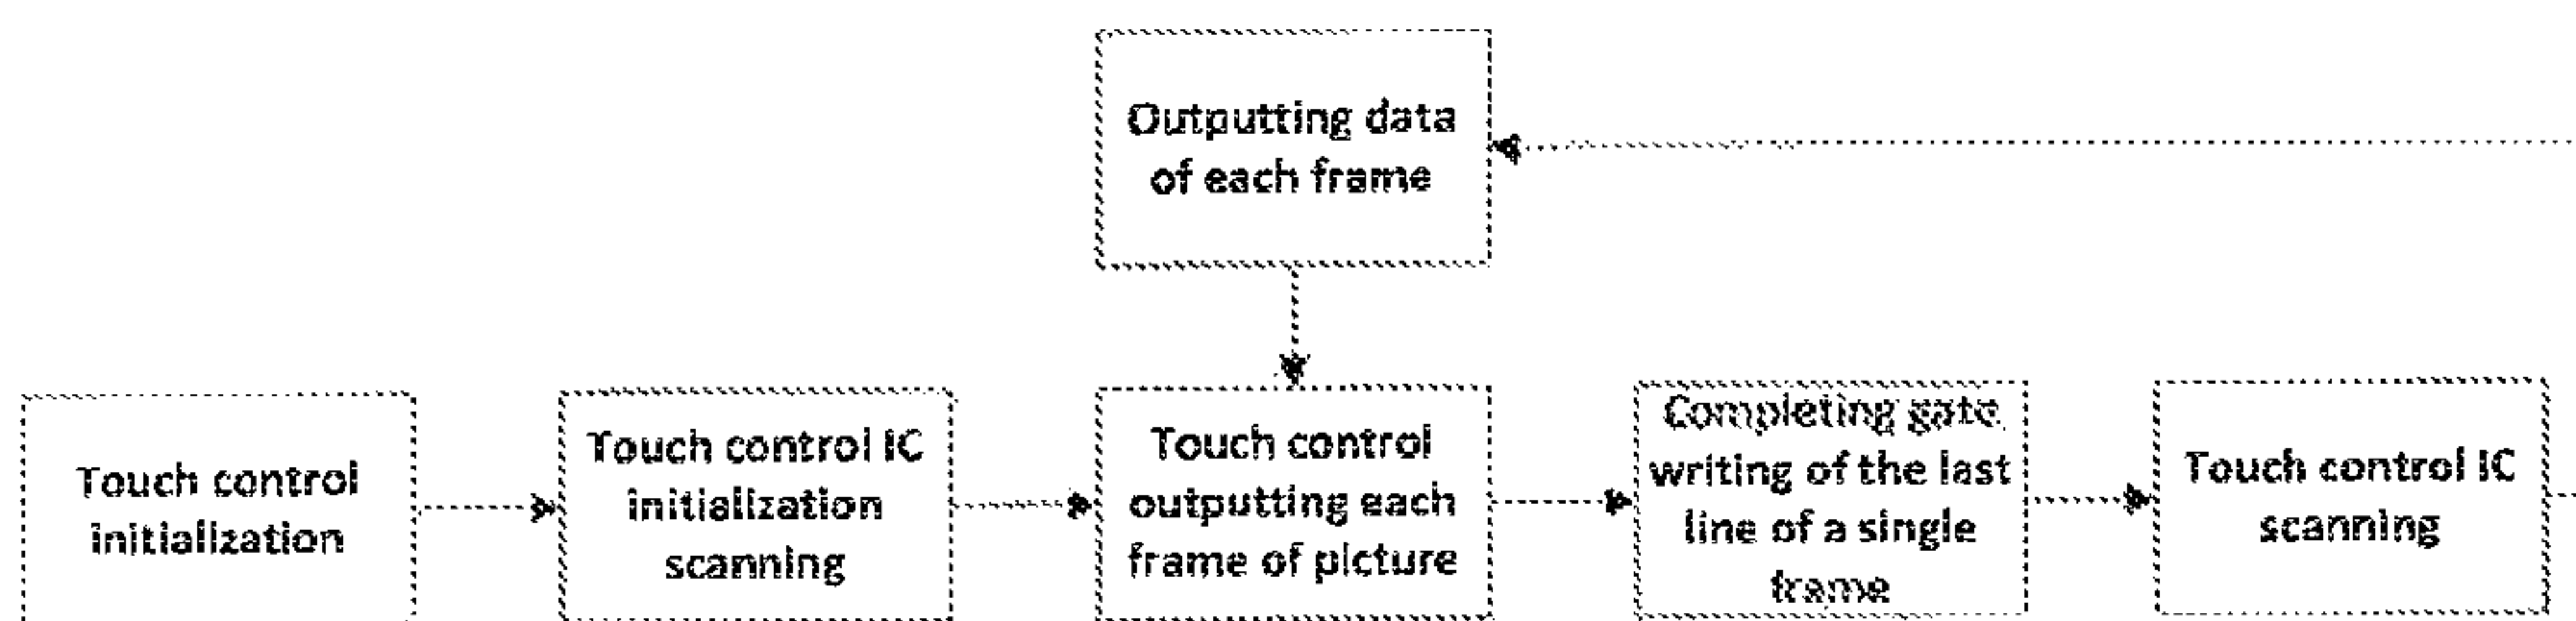 Outputting data
of each frame
Touch control
initialization
Touch control IC
initialization
scanning
Touch control
outputting each
frame of picture
Completing gate
writing of the last
line of a single
frame
Touch control IC
scanning